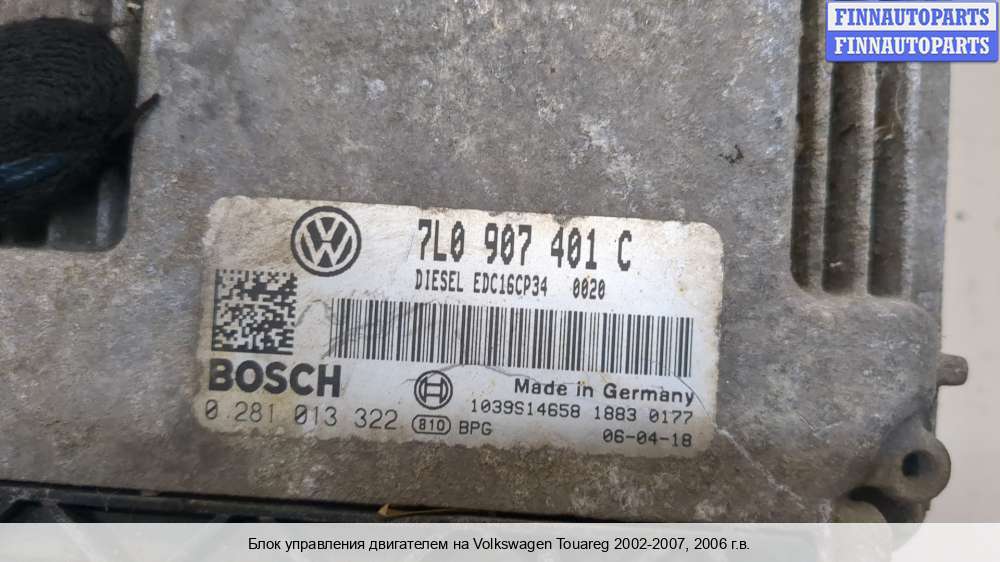 FINNAUTOPARTS
FINNAUTOPARTS
7L0 907 401 C
DIESEL EDC16CP34 0020
BOSCH
Made in Germany
0 281 013 322
1039S14658 1883 0177
810 BPG
06-04-18
Блок управления двигателем на Volkswagen Touareg 2002-2007, 2006 г.в.